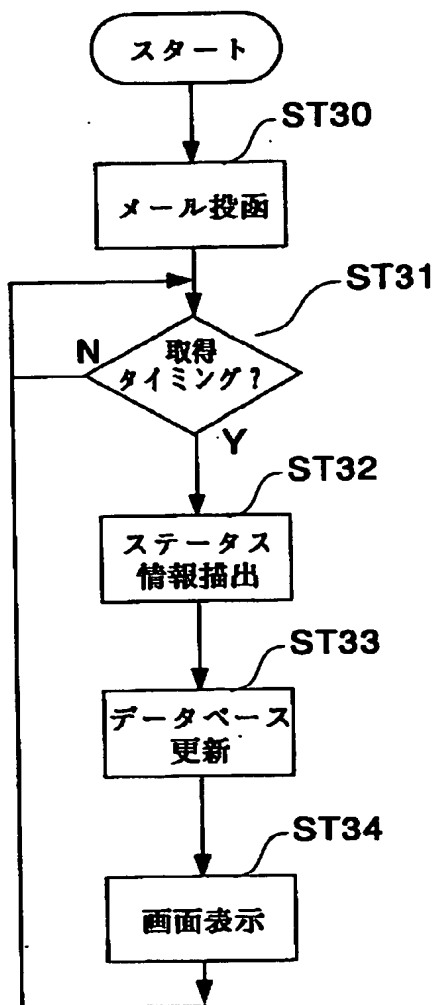 スタート
ST30
メール投函
ST31
N
取得
タイミング?
Y
ST32
ステータス
情報描出
ST33
データベース
更新
ST34
画面表示